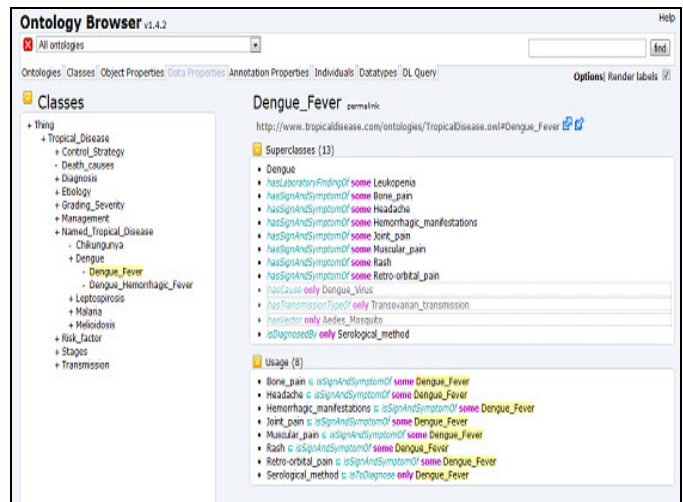 Ontology Browser v1.4.2
Help
All ontologies
find
Ontologies Classes Object Properties Data Properties Annotation Properties Individuals Datatypes DL Query
Options| Render labels
Classes
+ Thing
+ Tropical_Disease
+ Control_Strategy
- Death_causes
+ Diagnosis
+ Etiology
+ Grading_Severity
+ Management
+ Named_Tropical_Disease
- Chikungunya
+ Dengue
- Dengue_Fever
- Dengue_Hemorrhagic_Fever
+ Leptospirosis
+ Malaria
+ Melioidosis
+ Risk_factor
+ Stages
+ Transmission
Dengue_Fever permalink
http://www.tropicaldisease.com/ontologies/TropicalDisease.owl#Dengue_Fever
Superclasses (13)
• Dengue
• hasLaboratoryFindingOf some Leukopenia
• hasSignAndSymptomOf some Bone_pain
• hasSignAndSymptomOf some Headache
• hasSignAndSymptomOf some Hemorrhagic_manifestations
• hasSignAndSymptomOf some Joint_pain
• hasSignAndSymptomOf some Muscular_pain
• hasSignAndSymptomOf some Rash
• hasSignAndSymptomOf some Retro-orbital_pain
• hasCause only Dengue_Virus
• hasTransmissionTypeOf only Transovarian_transmission
• hasVector only Aedes_Mosquito
• isDiagnosedBy only Serological_method
Usage (8)
• Bone_pain ⊆ isSignAndSymptomOf some Dengue_Fever
• Headache ⊆ isSignAndSymptomOf some Dengue_Fever
• Hemorrhagic_manifestations ⊆ isSignAndSymptomOf some Dengue_Fever
• Joint_pain ⊆ isSignAndSymptomOf some Dengue_Fever
• Muscular_pain ⊆ isSignAndSymptomOf some Dengue_Fever
• Rash ⊆ isSignAndSymptomOf some Dengue_Fever
• Retro-orbital_pain ⊆ isSignAndSymptomOf some Dengue_Fever
• Serological_method ⊆ isToDiagnose only Dengue_Fever